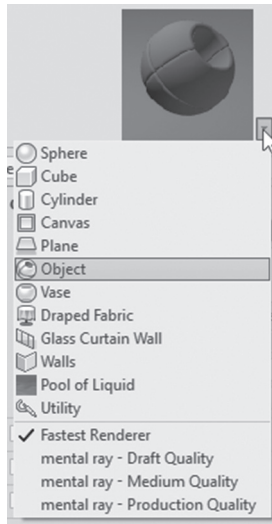 Sphere
Cube
Cylinder
Canvas
Plane
Object
Vase
Draped Fabric
Glass Curtain Wall
Walls
Pool of Liquid
Utility
Fastest Renderer
mental ray - Draft Quality
mental ray - Medium Quality
mental ray - Production Quality